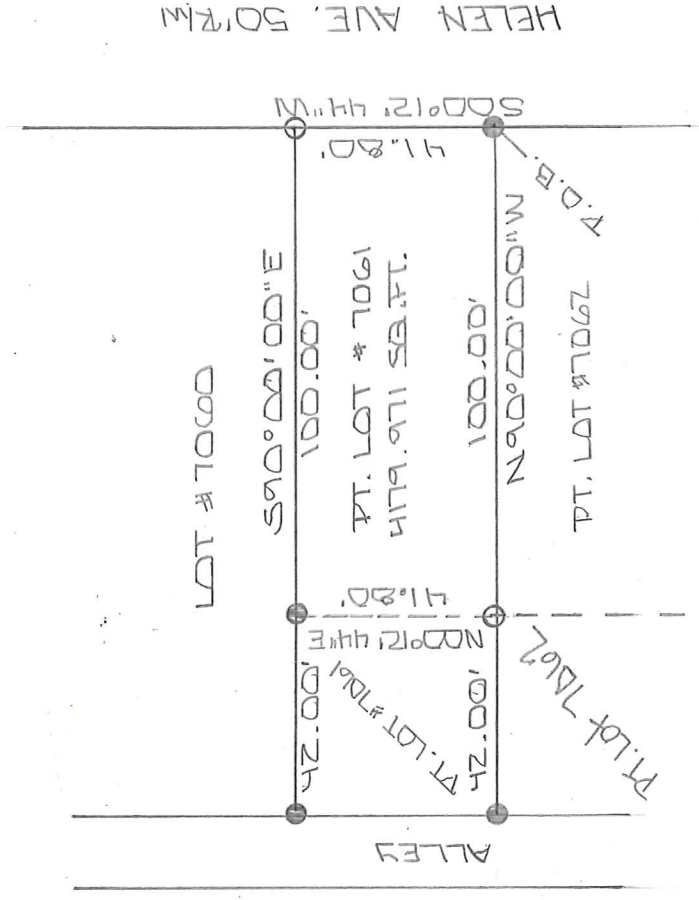 HELEN AVE. 50' R/W
S00°12'44"W
41.80'
P.O.B.
N90°00'00"W
100.00'
PT. LOT #7062
PT. LOT # 7061
4179.971 SQ.FT.
S90°00'00"E
100.00'
LOT # 7060
41.80'
N00°12'44"E
PT. LOT #7061
42.00'
42.00'
PT. LOT 7062
ALLEY